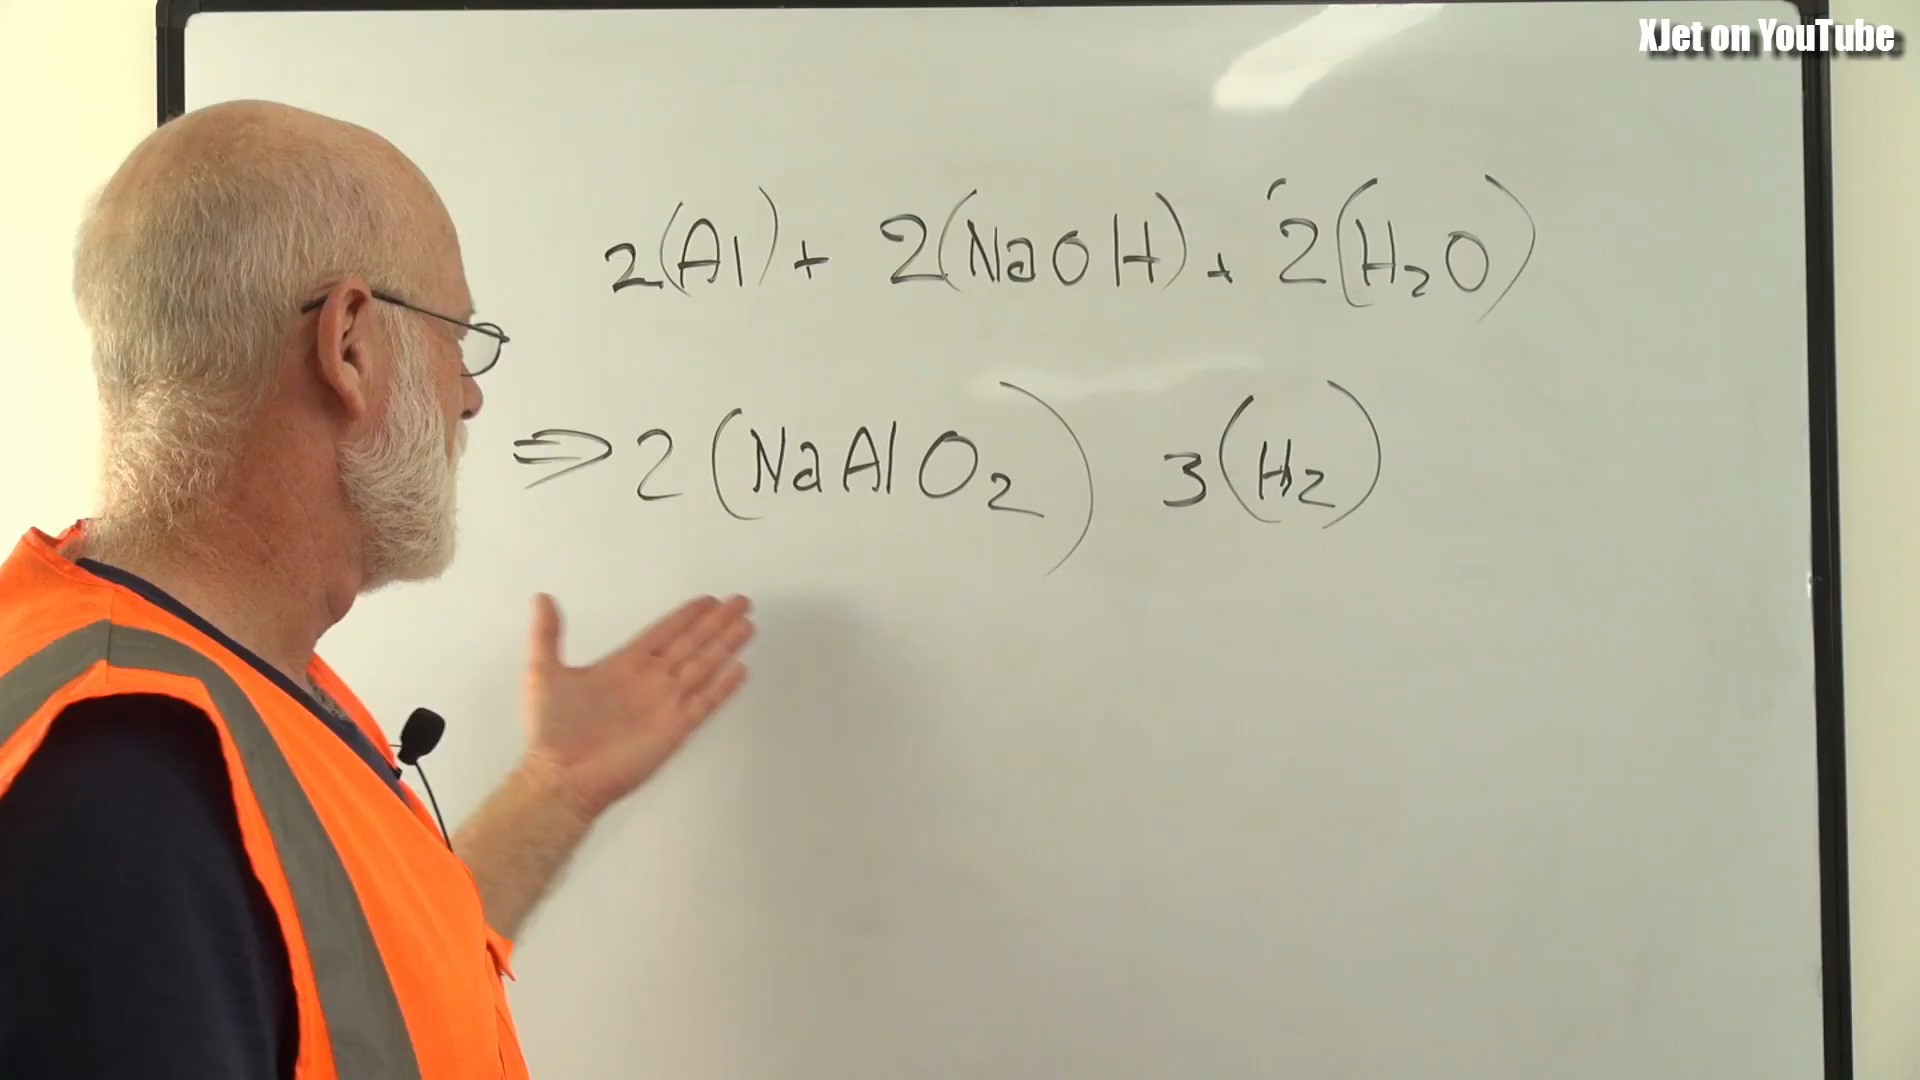 XJet on YouTube
2(Al) + 2(NaOH) + 2(H₂O)
⇒ 2(NaAlO₂) 3(H₂)